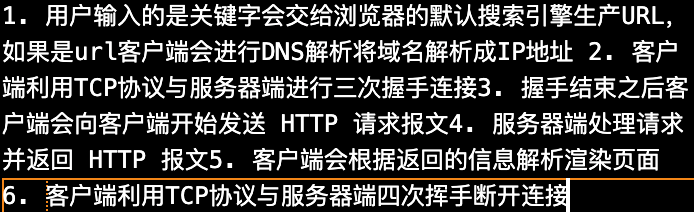 1. 用户输入的是关键字会交给浏览器的默认搜索引擎生产URL,
如果是url客户端会进行DNS解析将域名解析成IP地址 2. 客户
端利用TCP协议与服务器端进行三次握手连接3. 握手结束之后客
户端会向客户端开始发送 HTTP 请求报文4. 服务器端处理请求
并返回 HTTP 报文5. 客户端会根据返回的信息解析渲染页面
6. 客户端利用TCP协议与服务器端四次挥手断开连接